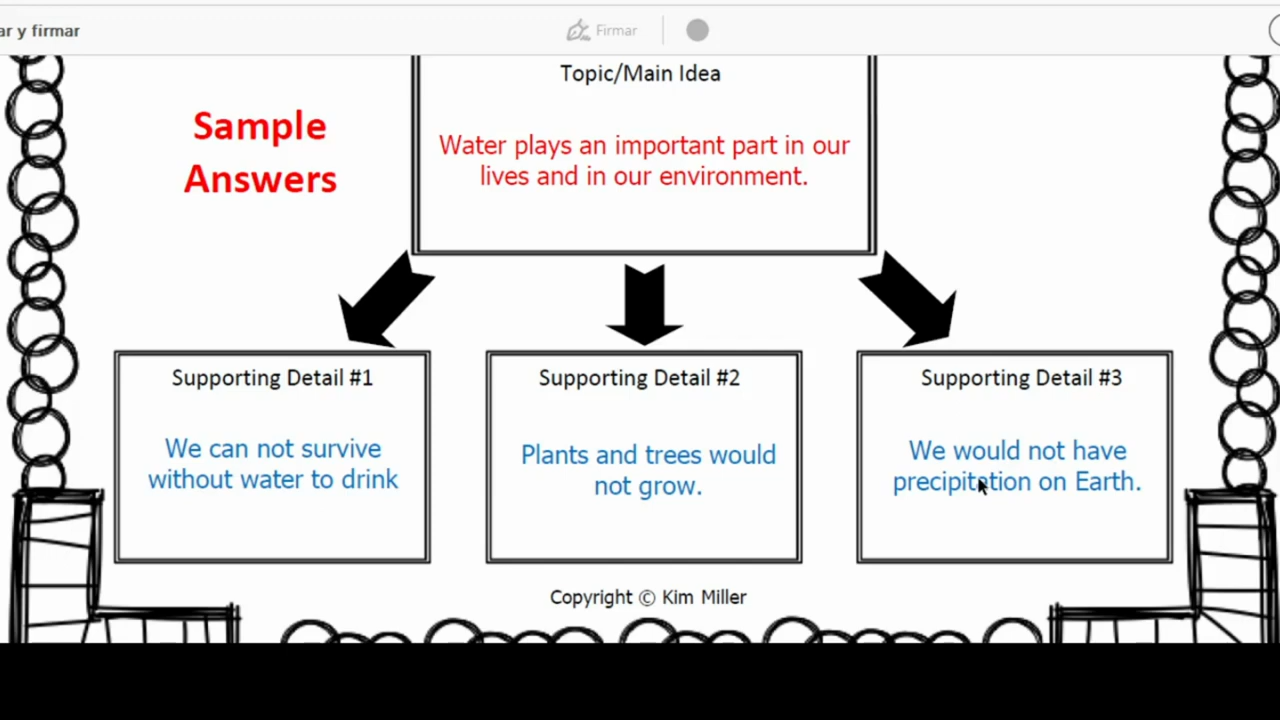 ar y firmar
Firmar
Topic/Main Idea
Sample
Answers
Water plays an important part in our
lives and in our environment.
Supporting Detail #1
We can not survive
without water to drink
Supporting Detail #2
Plants and trees would
not grow.
Supporting Detail #3
We would not have
precipitation on Earth.
Copyright © Kim Miller